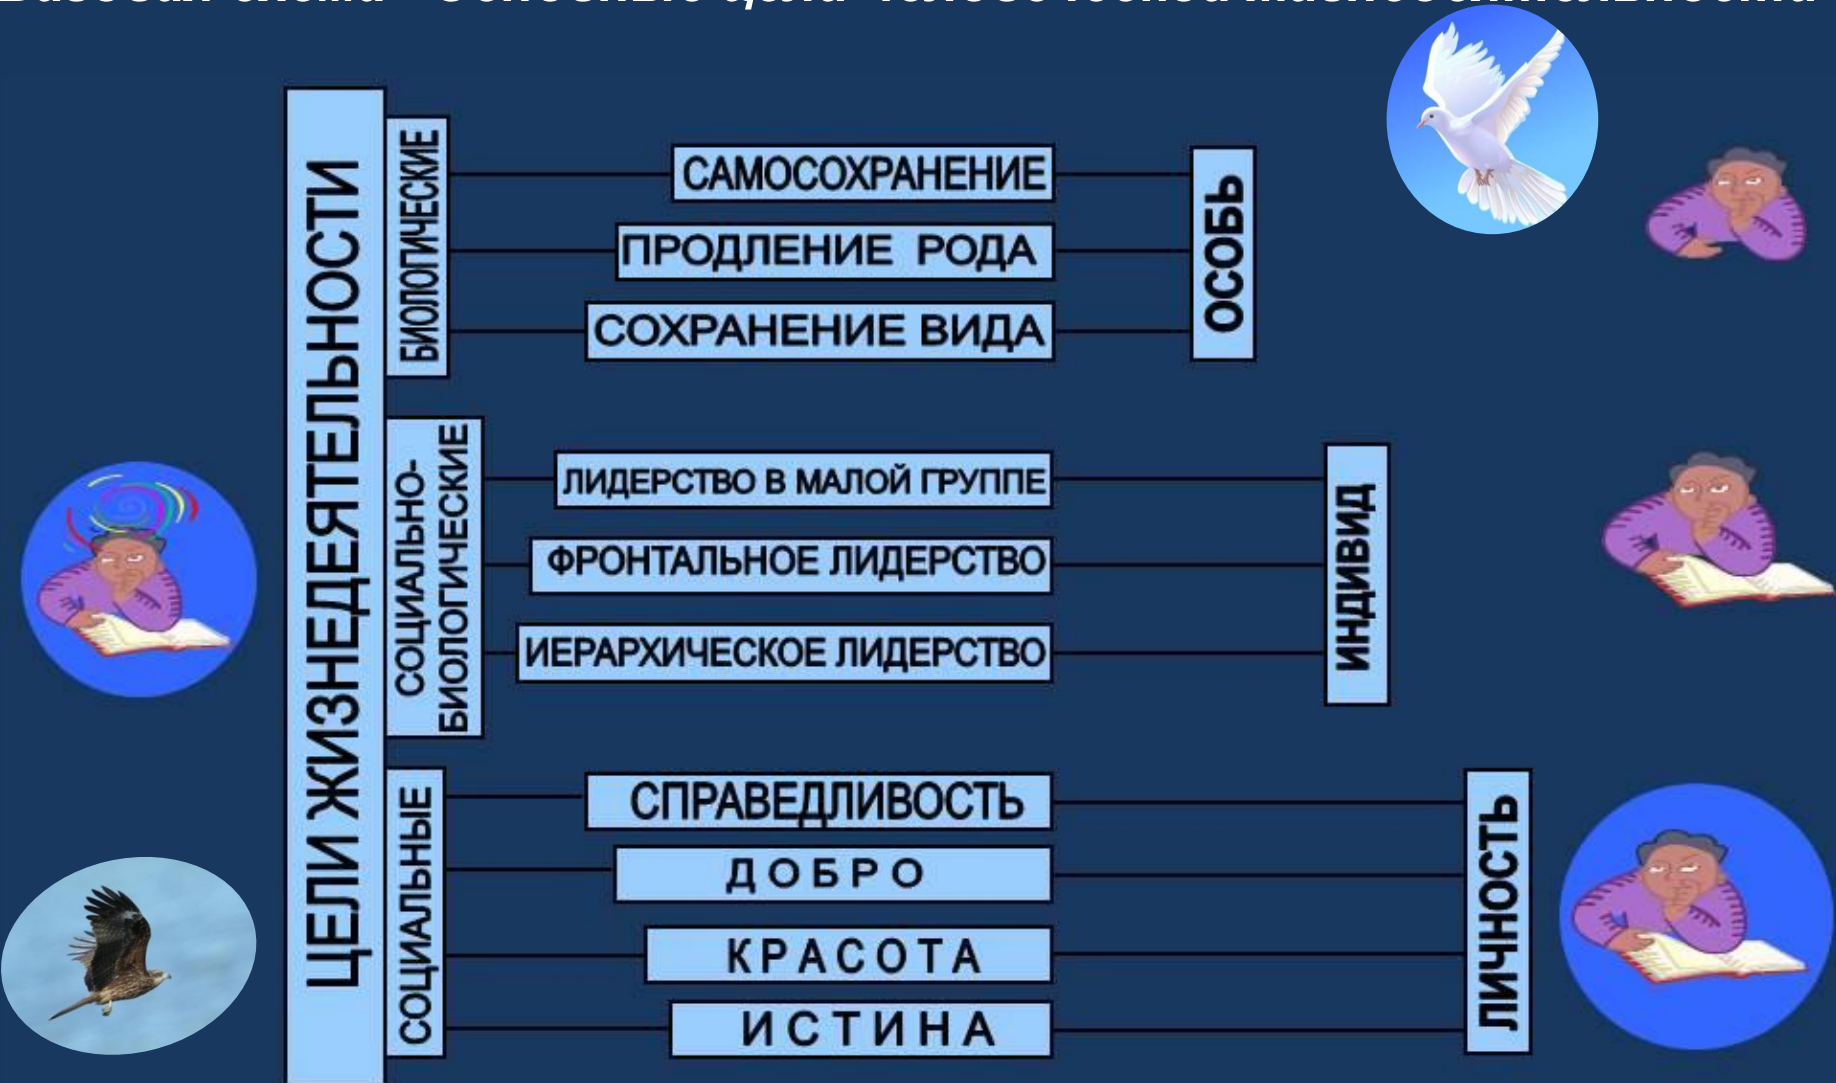 ЦЕЛИ ЖИЗНЕДЕЯТЕЛЬНОСТИ
БИОЛОГИЧЕСКИЕ
САМОСОХРАНЕНИЕ
ПРОДЛЕНИЕ РОДА
СОХРАНЕНИЕ ВИДА
ОСОБЬ
СОЦИАЛЬНО-
БИОЛОГИЧЕСКИЕ
ЛИДЕРСТВО В МАЛОЙ ГРУППЕ
ФРОНТАЛЬНОЕ ЛИДЕРСТВО
ИЕРАРХИЧЕСКОЕ ЛИДЕРСТВО
ИНДИВИД
СОЦИАЛЬНЫЕ
СПРАВЕДЛИВОСТЬ
ДОБРО
КРАСОТА
ИСТИНА
ЛИЧНОСТЬ